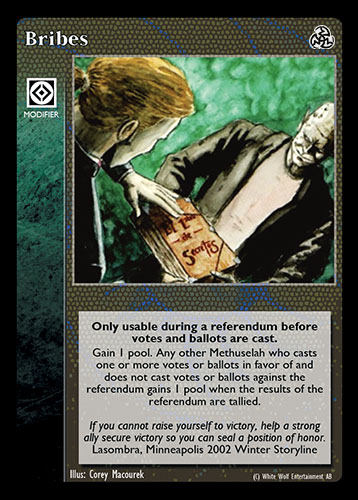 Bribes
MODIFIER
de
Secretes
Only usable during a referendum before
votes and ballots are cast.
Gain 1 pool. Any other Methuselah who casts
one or more votes or ballots in favor of and
does not cast votes or ballots against the
referendum gains 1 pool when the results of
the referendum are tallied.
If you cannot raise yourself to victory, help a strong
ally secure victory so you can seal a position of honor.
Lasombra, Minneapolis 2002 Winter Storyline
Illus: Corey Macourek
(C) White Wolf Entertainment AB